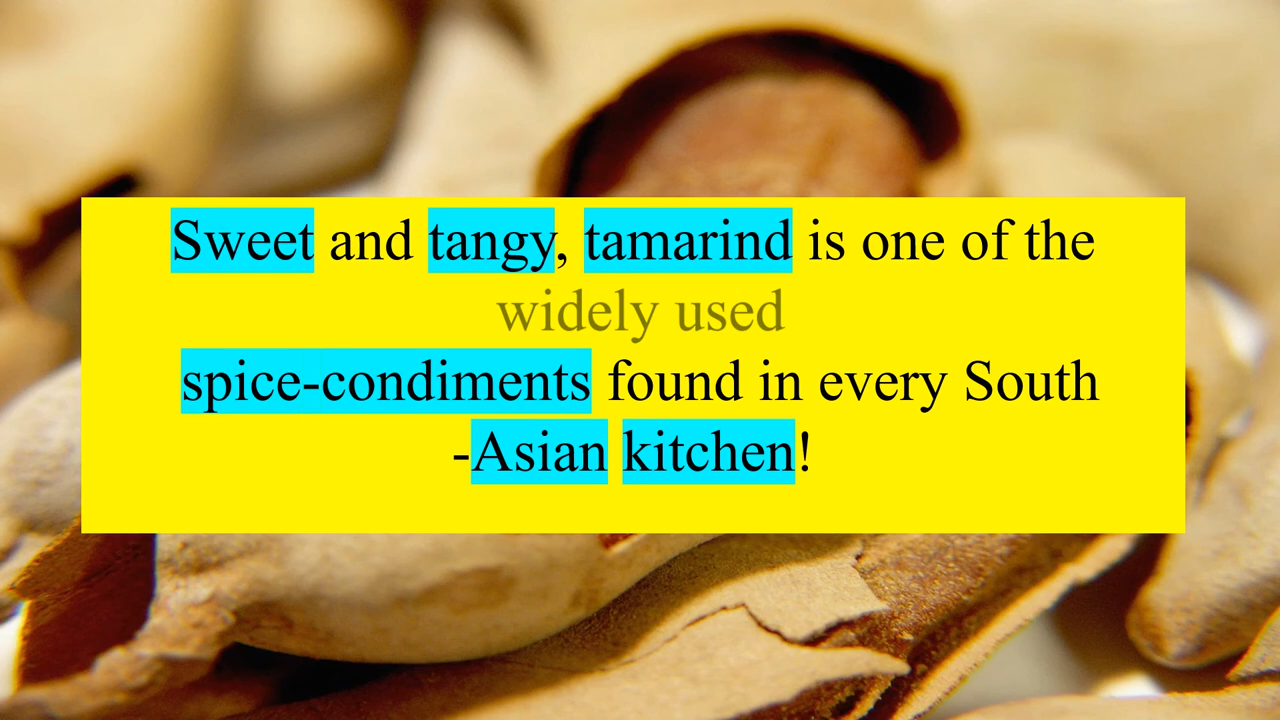 Sweet and tangy, tamarind is one of the
widely used
spice-condiments found in every South
-Asian kitchen!